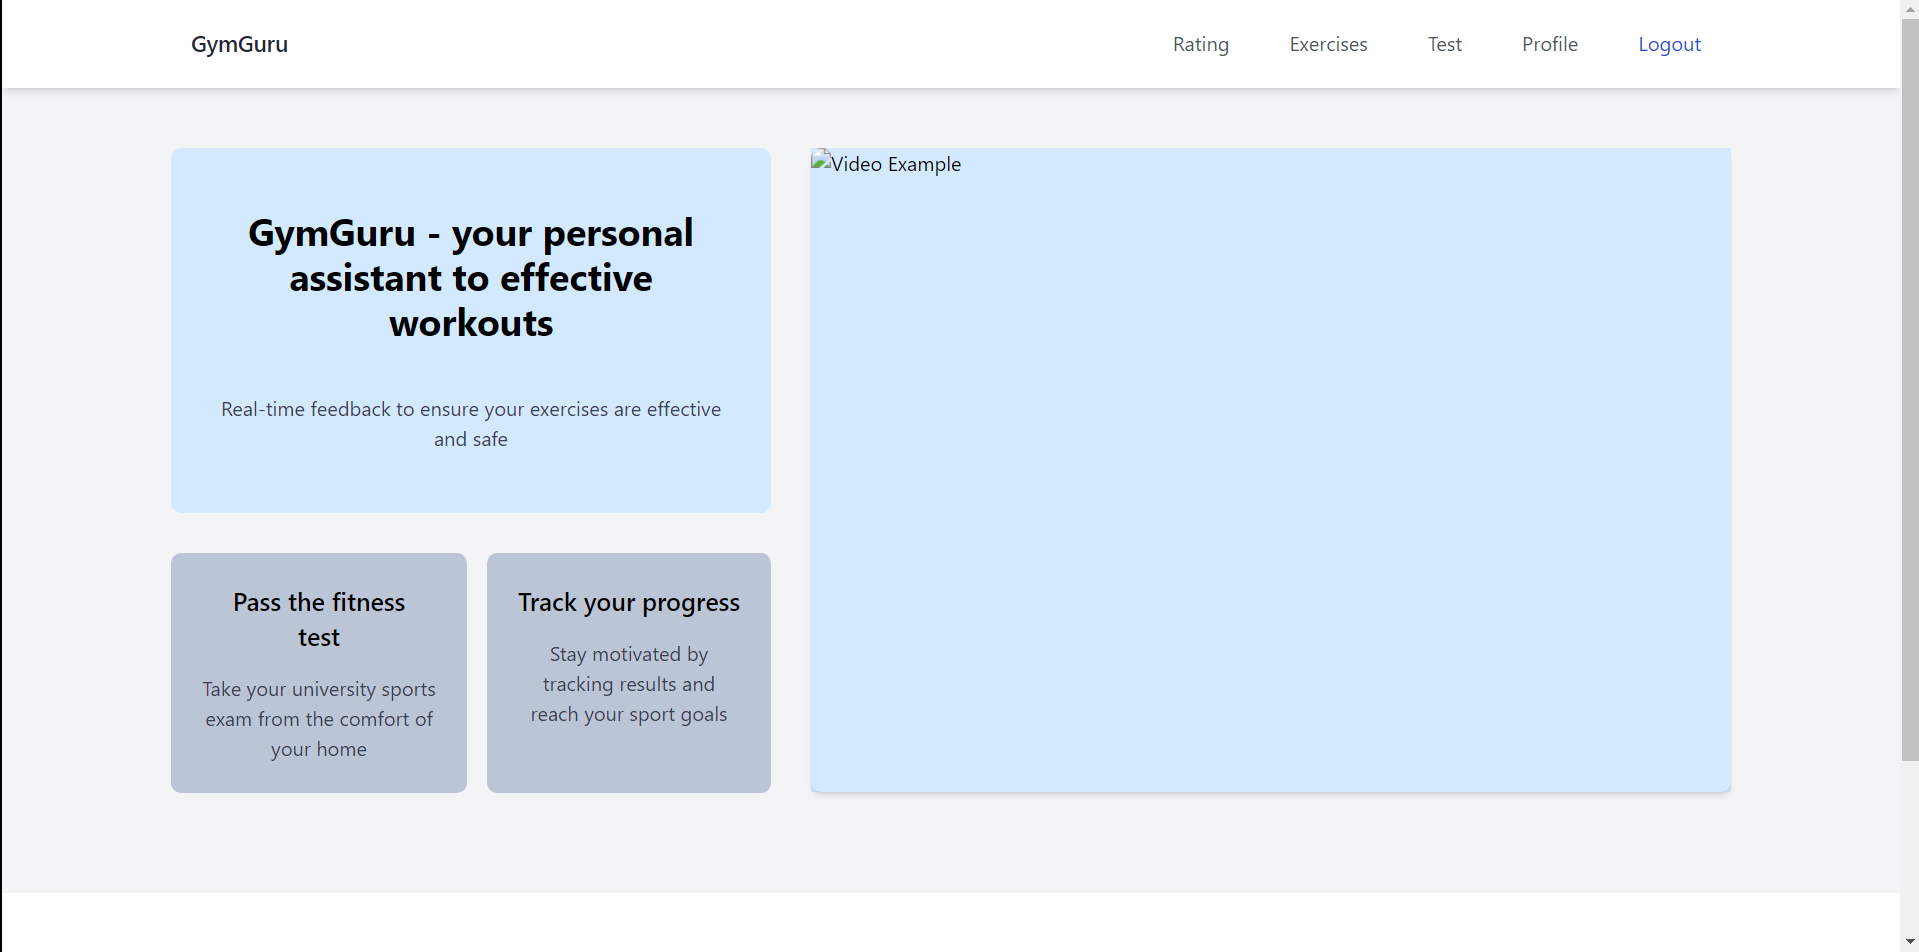 GymGuru
Rating
Exercises
Test
Profile
Logout
GymGuru - your personal
assistant to effective
workouts
Real-time feedback to ensure your exercises are effective
and safe
Video Example
Pass the fitness
test
Take your university sports
exam from the comfort of
your home
Track your progress
Stay motivated by
tracking results and
reach your sport goals